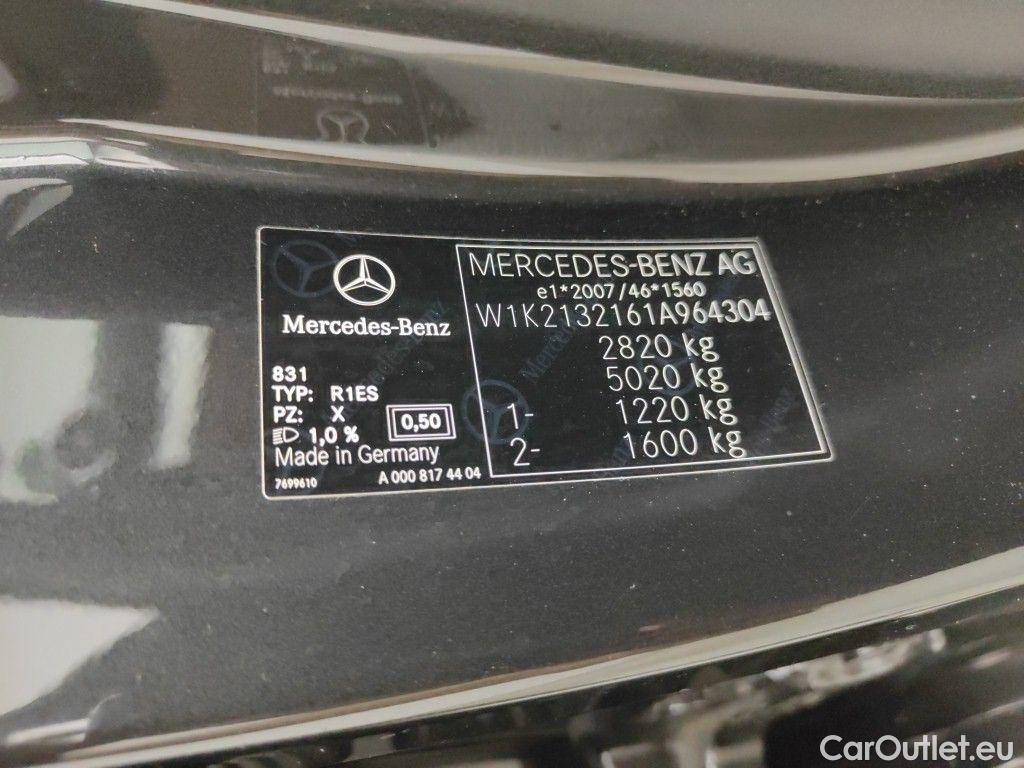 Mercedes-Benz
831
TYP: R1ES
PZ: X
1,0 %
0,50
Made in Germany
7699610
A 000 817 44 04
MERCEDES-BENZ AG
e1*2007/46*1560
W1K2132161A964304
2820 kg
5020 kg
1- 1220 kg
2- 1600 kg
CarOutlet.eu